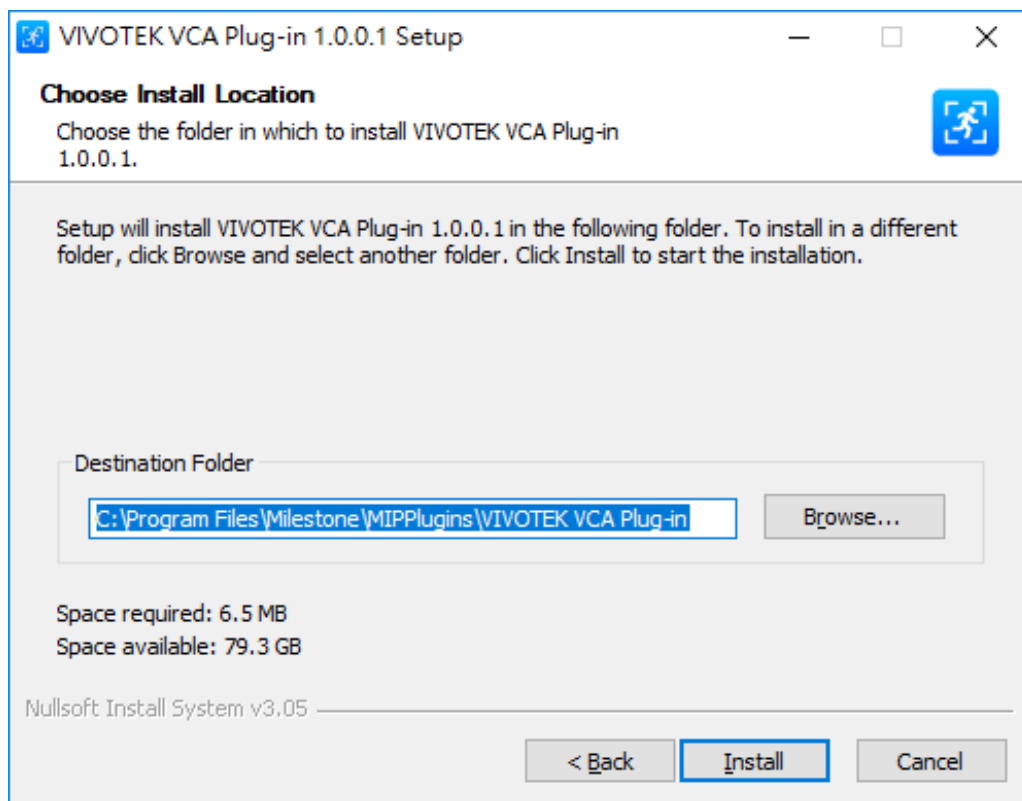 VIVOTEK VCA Plug-in 1.0.0.1 Setup
Choose Install Location
Choose the folder in which to install VIVOTEK VCA Plug-in
1.0.0.1.
Setup will install VIVOTEK VCA Plug-in 1.0.0.1 in the following folder. To install in a different
folder, click Browse and select another folder. Click Install to start the installation.
Destination Folder
C:\Program Files\Milestone\MIPPlugins\VIVOTEK VCA Plug-in
Browse...
Space required: 6.5 MB
Space available: 79.3 GB
Nullsoft Install System v3.05
< Back
Install
Cancel